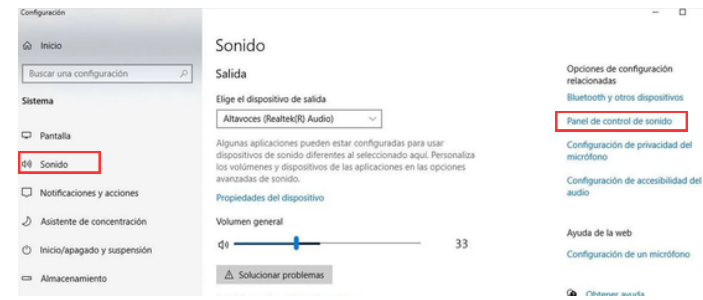 Configuración
Inicio
Buscar una configuración
Sistema
Pantalla
Sonido
Notificaciones y acciones
Asistente de concentración
Inicio/apagado y suspensión
Almacenamiento
Sonido
Salida
Elige el dispositivo de salida
Altavoces (Realtek(R) Audio)
Algunas aplicaciones pueden estar configuradas para usar
dispositivos de sonido diferentes al seleccionado aquí. Personaliza
los volúmenes y dispositivos de las aplicaciones en las opciones
avanzadas de sonido.
Propiedades del dispositivo
Volumen general
33
Solucionar problemas
Opciones de configuración
relacionadas
Bluetooth y otros dispositivos
Panel de control de sonido
Configuración de privacidad del
micrófono
Configuración de accesibilidad del
audio
Ayuda de la web
Configuración de un micrófono
Obtener ayuda